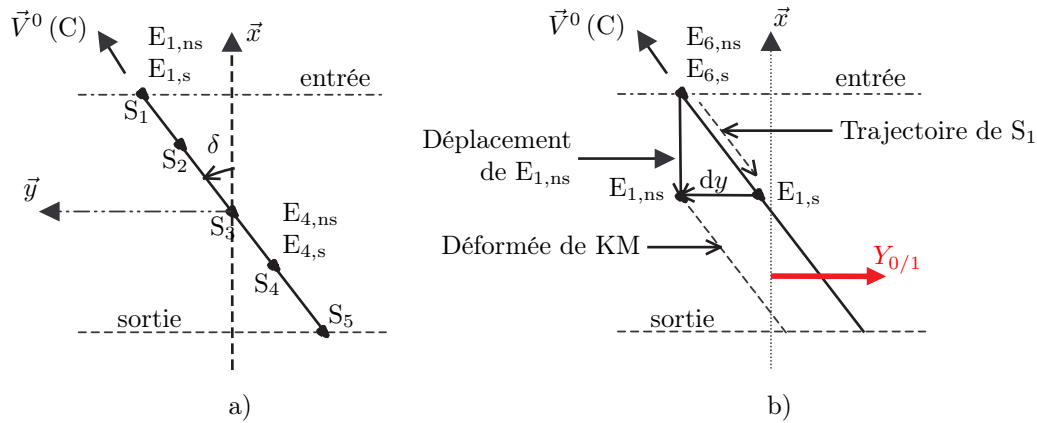 V⃗⁰ (C)
E₁,ₙₛ
E₁,ₛ
x⃗
entrée
S₁
S₂
δ
y⃗
S₃
E₄,ₙₛ
E₄,ₛ
S₄
S₅
sortie
a)
V⃗⁰ (C)
E₆,ₙₛ
E₆,ₛ
x⃗
entrée
Trajectoire de S₁
Déplacement
de E₁,ₙₛ
E₁,ₙₛ
dy
E₁,ₛ
Déformée de KM
Y₀/₁
sortie
b)